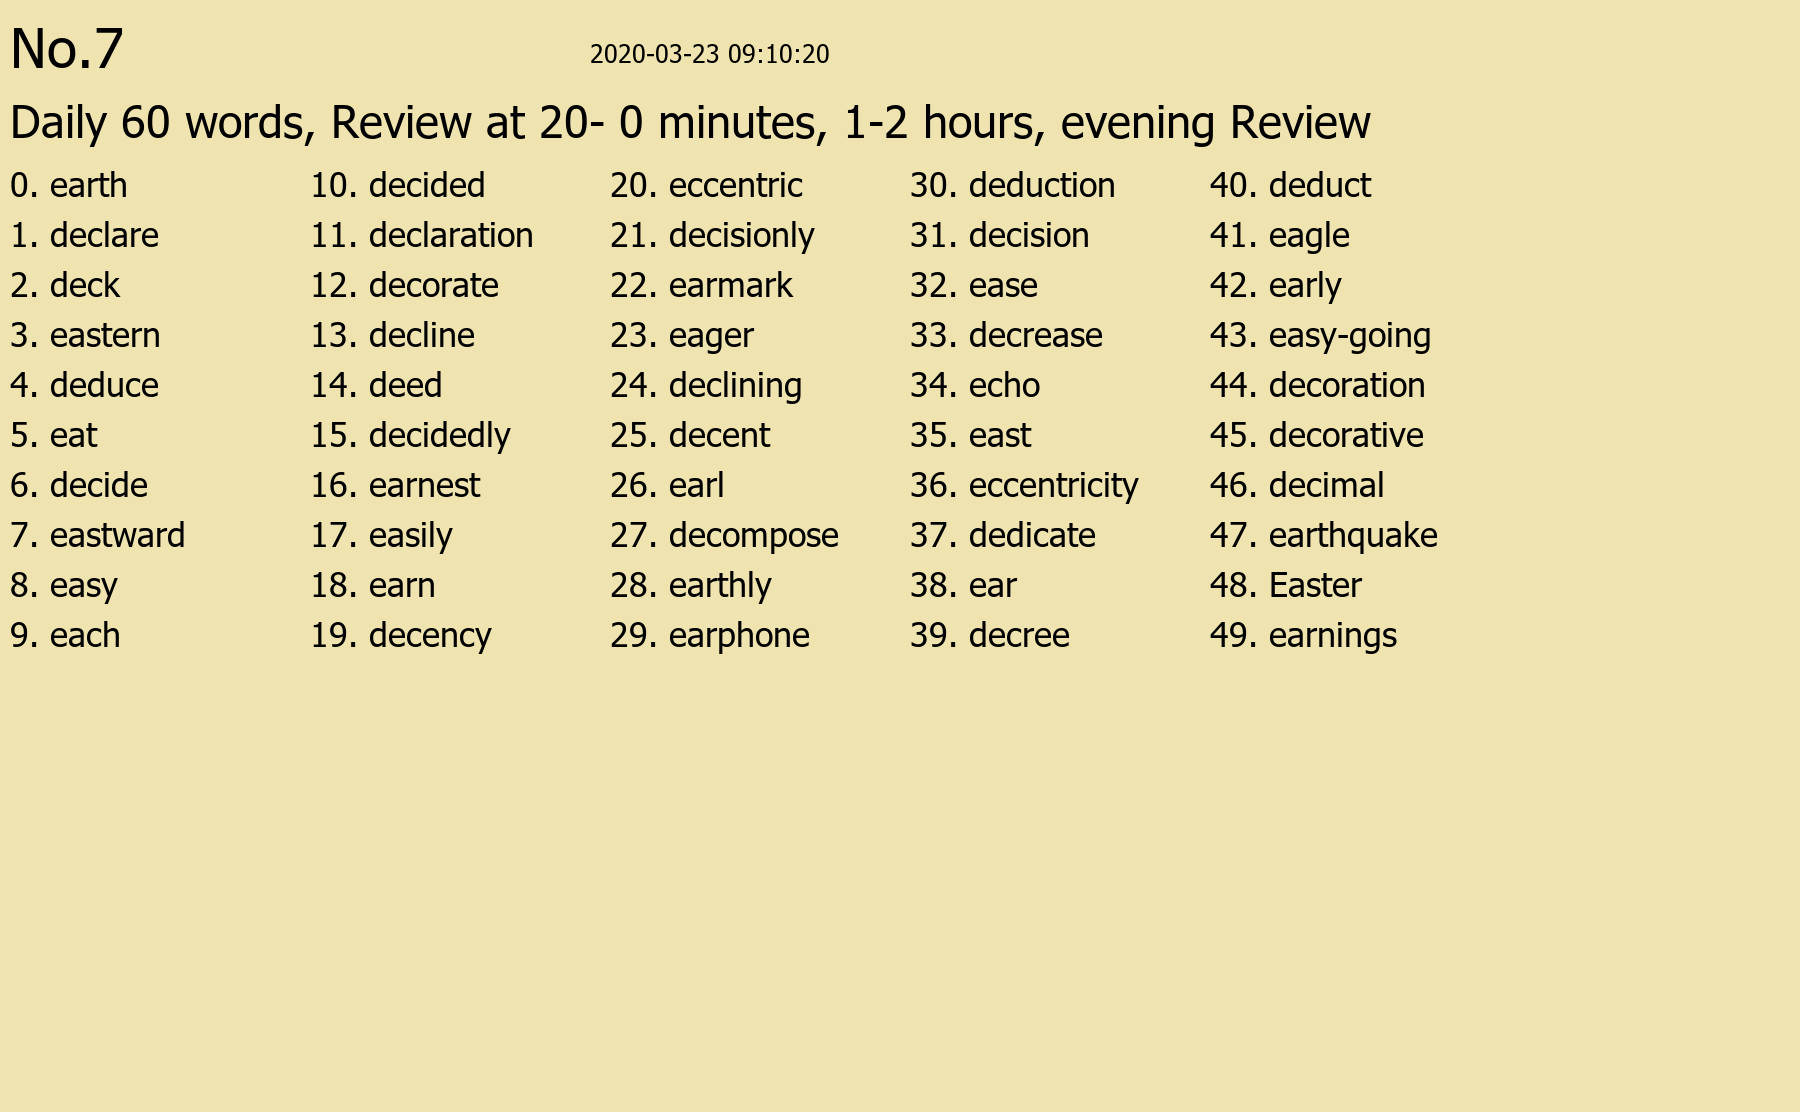 No.7 2020-03-23 09:10:20
Daily 60 words, Review at 20- 0 minutes, 1-2 hours, evening Review
0. earth 10. decided 20. eccentric 30. deduction 40. deduct
1. declare 11. declaration 21. decisionly 31. decision 41. eagle
2. deck 12. decorate 22. earmark 32. ease 42. early
3. eastern 13. decline 23. eager 33. decrease 43. easy-going
4. deduce 14. deed 24. declining 34. echo 44. decoration
5. eat 15. decidedly 25. decent 35. east 45. decorative
6. decide 16. earnest 26. earl 36. eccentricity 46. decimal
7. eastward 17. easily 27. decompose 37. dedicate 47. earthquake
8. easy 18. earn 28. earthly 38. ear 48. Easter
9. each 19. decency 29. earphone 39. decree 49. earnings